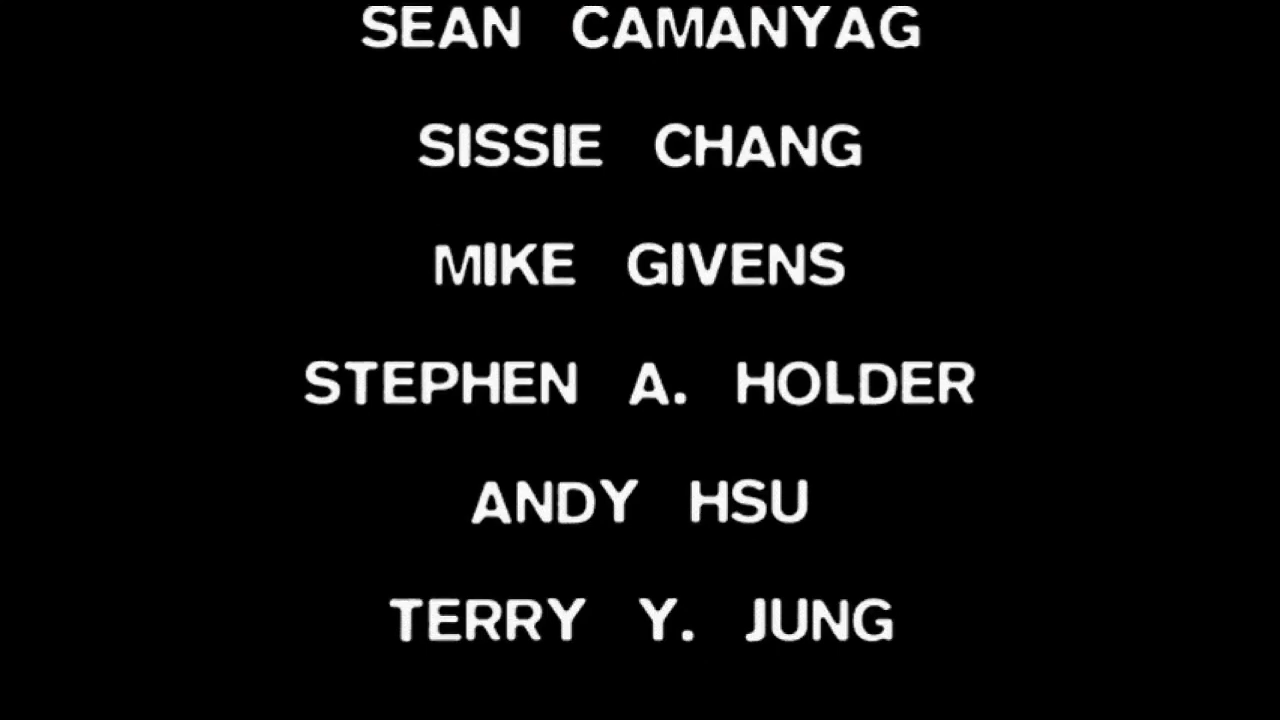 SEAN CAMANYAG
SISSIE CHANG
MIKE GIVENS
STEPHEN A. HOLDER
ANDY HSU
TERRY Y. JUNG